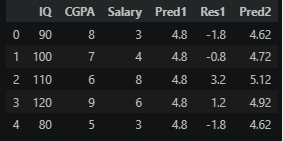 IQ CGPA Salary Pred1 Res1 Pred2
0 90 8 3 4.8 -1.8 4.62
1 100 7 4 4.8 -0.8 4.72
2 110 6 8 4.8 3.2 5.12
3 120 9 6 4.8 1.2 4.92
4 80 5 3 4.8 -1.8 4.62